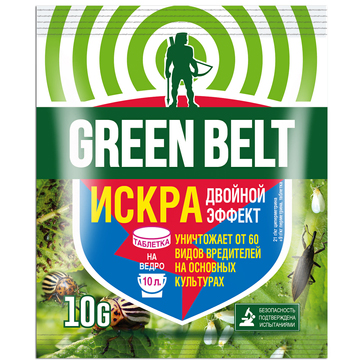 GREEN BELT
ИСКРА
ДВОЙНОЙ
ЭФФЕКТ
ТАБЛЕТКА
НА
ВЕДРО
10 л.
УНИЧТОЖАЕТ ОТ 60
ВИДОВ ВРЕДИТЕЛЕЙ
НА ОСНОВНЫХ
КУЛЬТУРАХ
10G
БЕЗОПАСНОСТЬ
ПОДТВЕРЖДЕНА
ИСПЫТАНИЯМИ